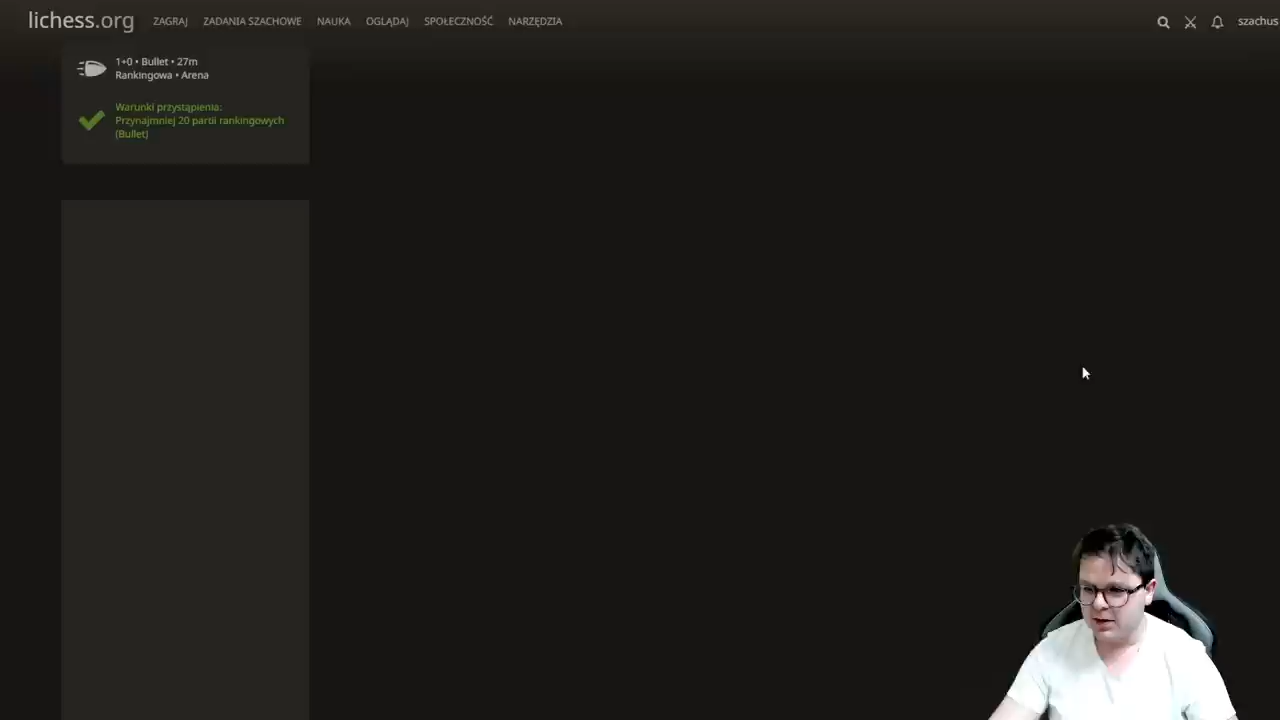 lichess.org ZAGRAJ ZADANIA SZACHOWE NAUKA OGLĄDAJ SPOŁECZNOŚĆ NARZĘDZIA szachus
1+0 • Bullet • 27m
Rankingowa • Arena
Warunki przystąpienia:
Przynajmniej 20 partii rankingowych
(Bullet)